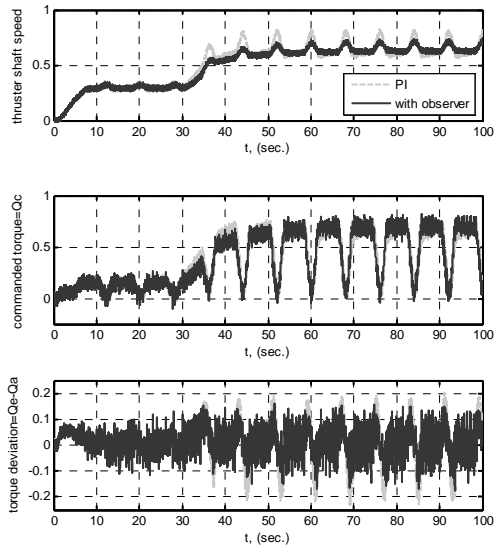 1
0.5
0
thruster shaft speed
PI
with observer
0 10 20 30 40 50 60 70 80 90 100
t, (sec.)
1
0.5
0
commanded torque=Qc
0 10 20 30 40 50 60 70 80 90 100
t, (sec.)
0.2
0.1
0
-0.1
-0.2
torque deviation=Qe-Qa
0 10 20 30 40 50 60 70 80 90 100
t, (sec.)